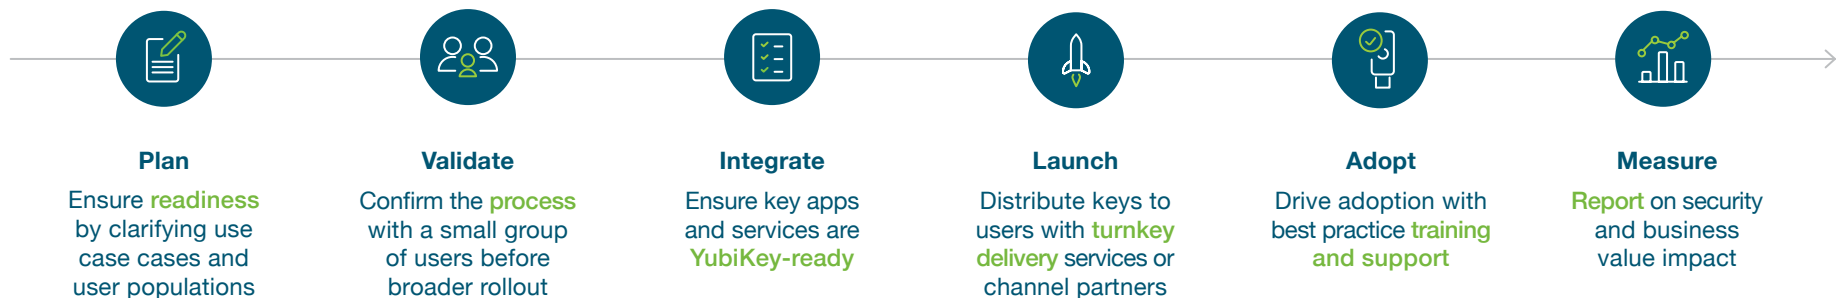 Plan
Ensure readiness
by clarifying use
case cases and
user populations
Validate
Confirm the process
with a small group
of users before
broader rollout
Integrate
Ensure key apps
and services are
YubiKey-ready
Launch
Distribute keys to
users with turnkey
delivery services or
channel partners
Adopt
Drive adoption with
best practice training
and support
Measure
Report on security
and business
value impact